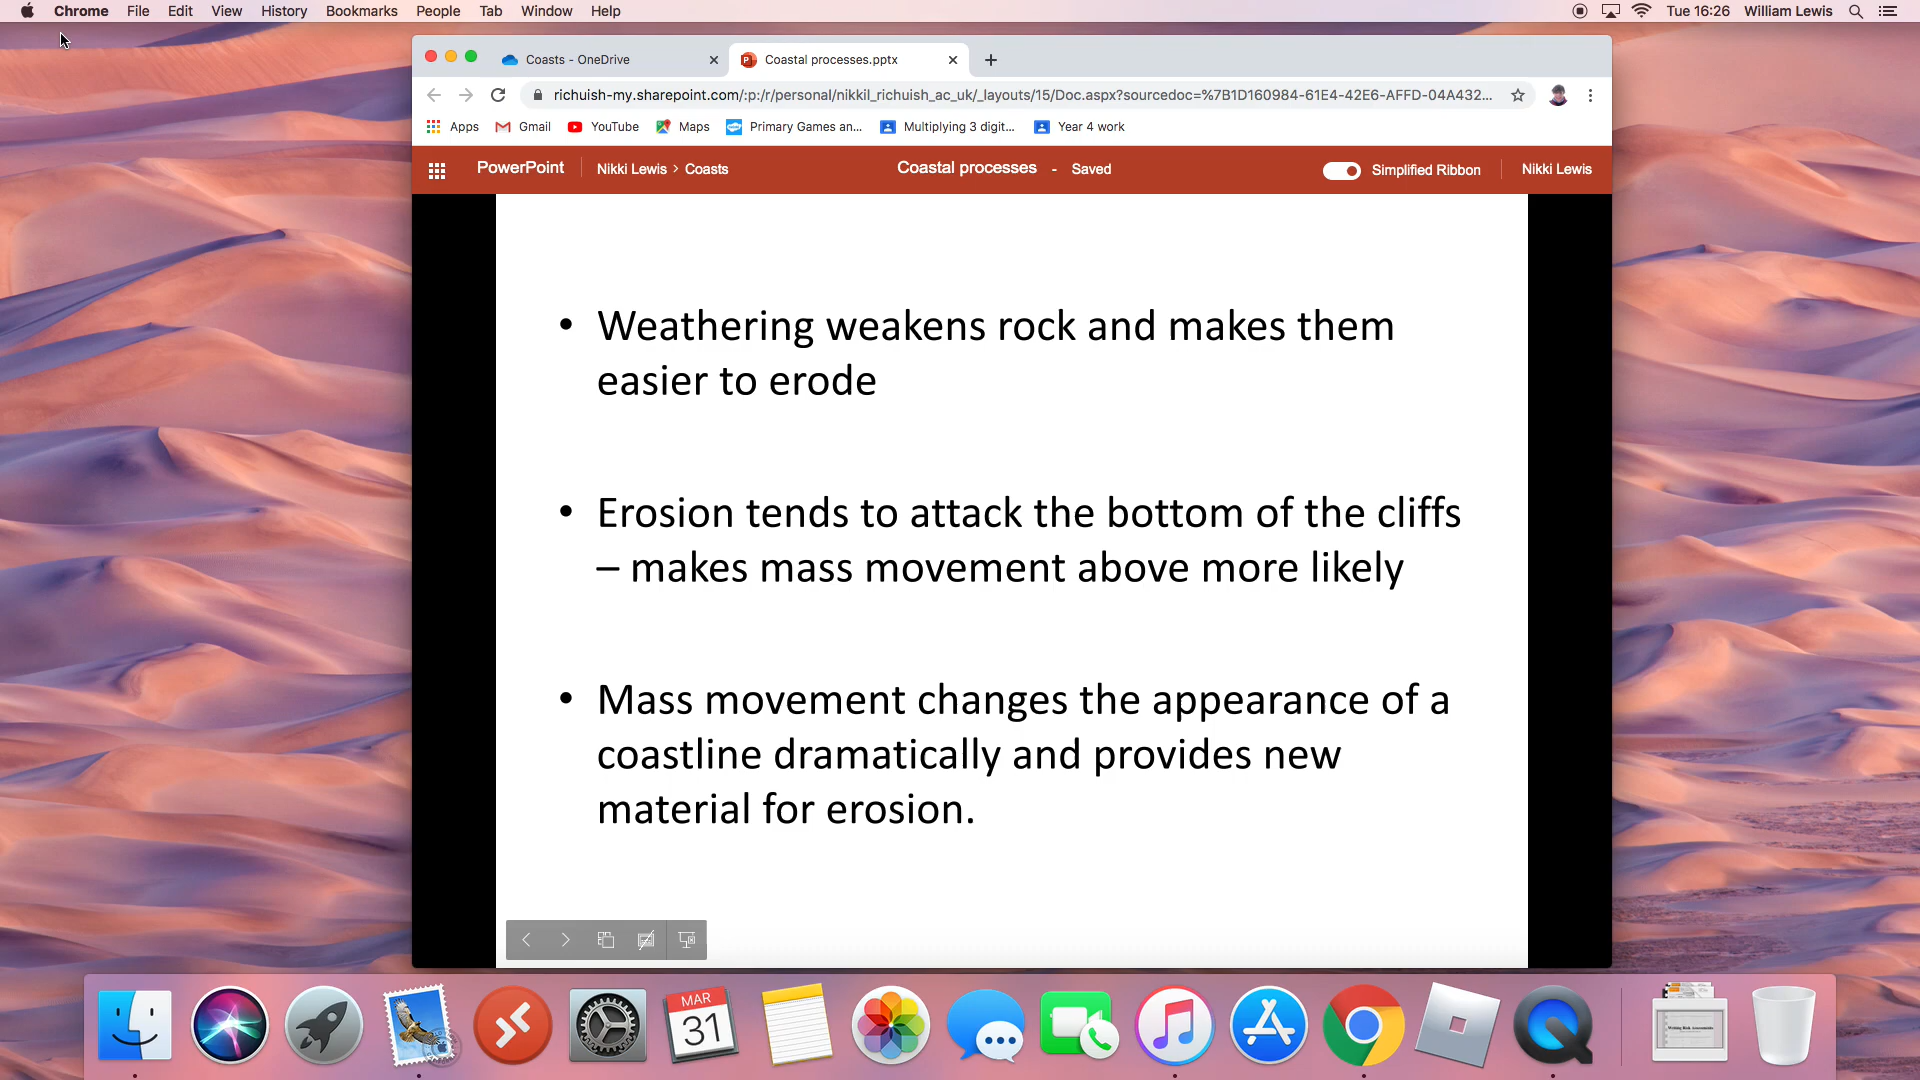 Chrome File Edit View History Bookmarks People Tab Window Help Tue 16:26 William Lewis
Coasts - OneDrive Coastal processes.pptx
richuish-my.sharepoint.com/:p:/r/personal/nikkil_richuish_ac_uk/_layouts/15/Doc.aspx?sourcedoc=%7B1D160984-61E4-42E6-AFFD-04A432...
Apps Gmail YouTube Maps Primary Games an... Multiplying 3 digit... Year 4 work
PowerPoint Nikki Lewis > Coasts Coastal processes - Saved Simplified Ribbon Nikki Lewis
• Weathering weakens rock and makes them
easier to erode
• Erosion tends to attack the bottom of the cliffs
– makes mass movement above more likely
• Mass movement changes the appearance of a
coastline dramatically and provides new
material for erosion.
MAR
31